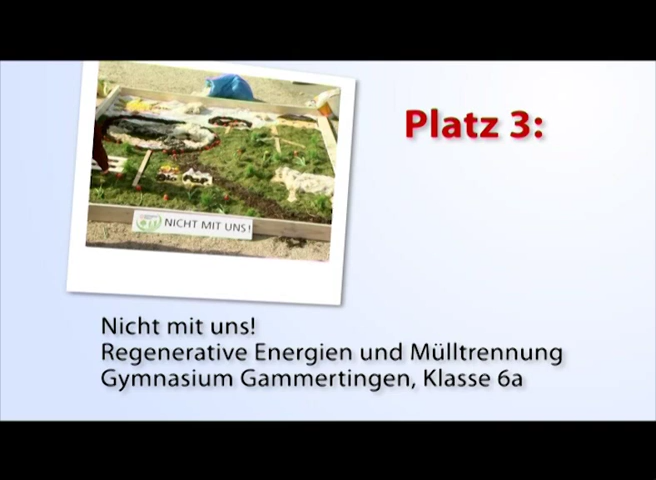 Platz 3:
NICHT MIT UNS!
Nicht mit uns!
Regenerative Energien und Mülltrennung
Gymnasium Gammertingen, Klasse 6a